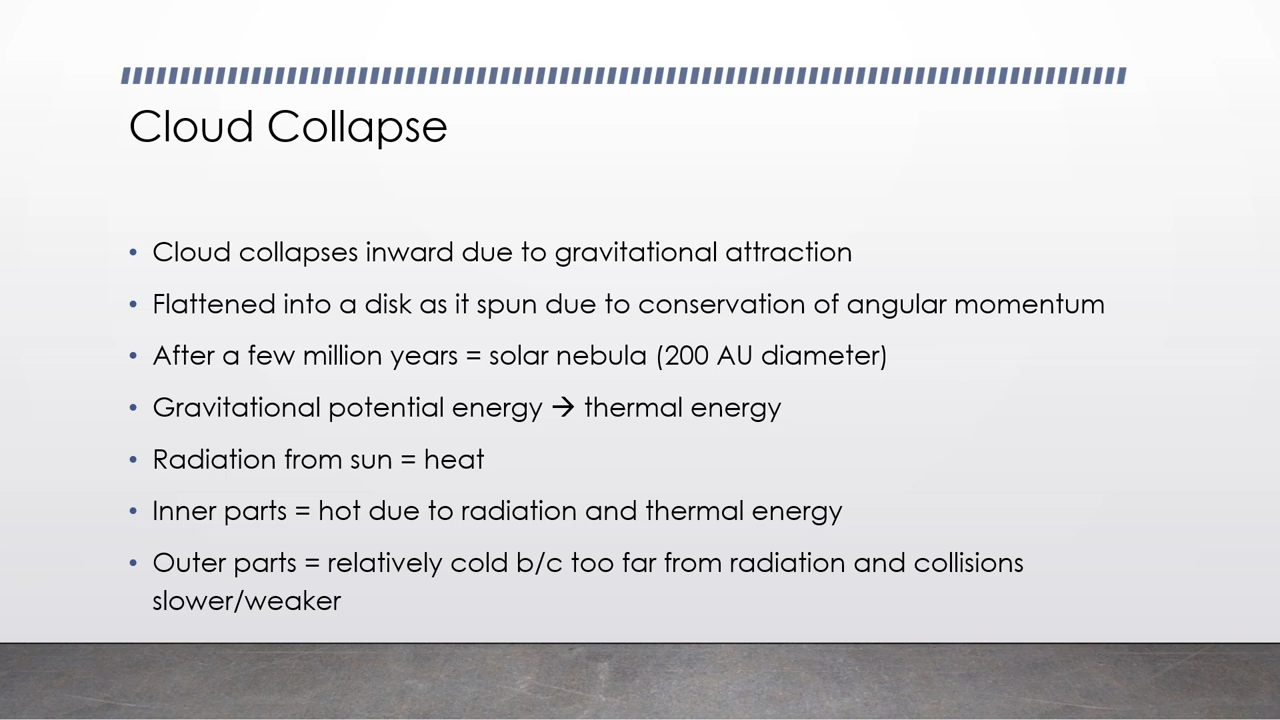 Cloud Collapse
• Cloud collapses inward due to gravitational attraction
• Flattened into a disk as it spun due to conservation of angular momentum
• After a few million years = solar nebula (200 AU diameter)
• Gravitational potential energy → thermal energy
• Radiation from sun = heat
• Inner parts = hot due to radiation and thermal energy
• Outer parts = relatively cold b/c too far from radiation and collisions
slower/weaker